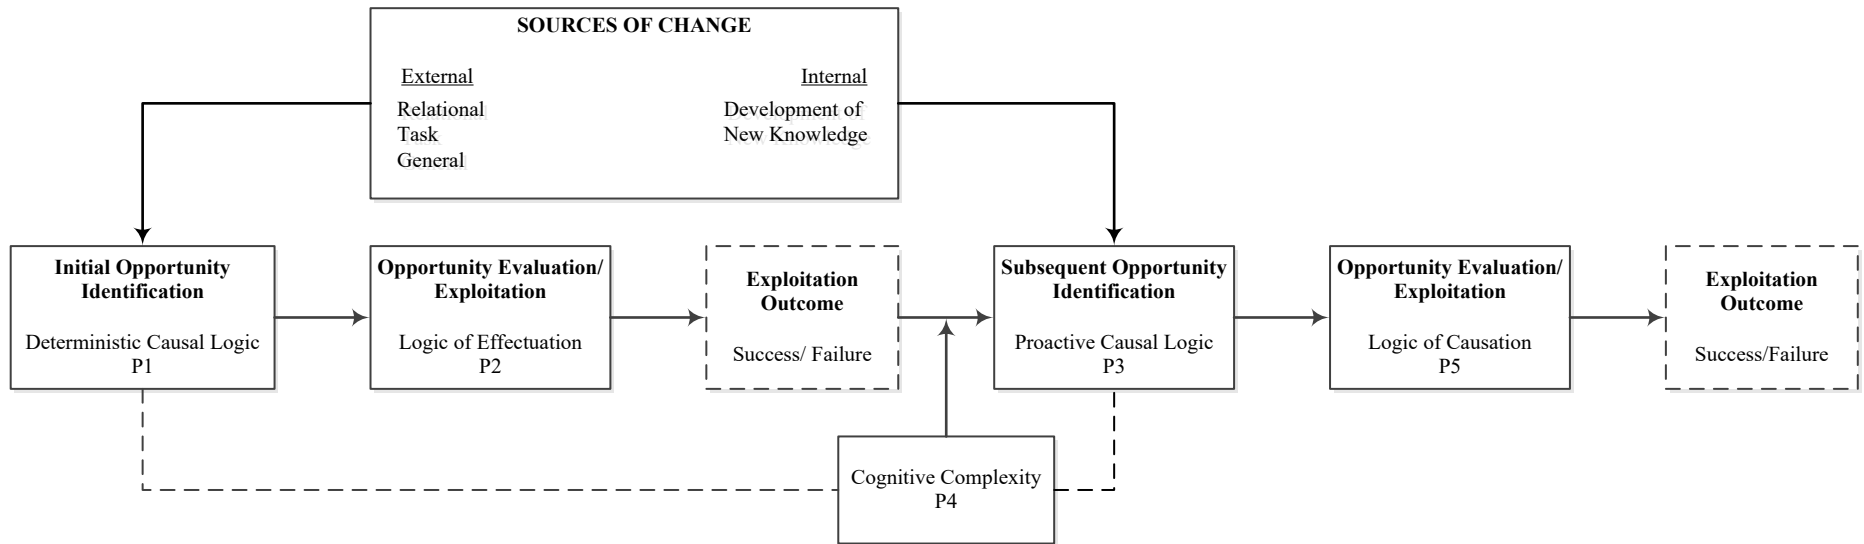 SOURCES OF CHANGE
External
Relational
Task
General
Internal
Development of
New Knowledge
Initial Opportunity
Identification
Deterministic Causal Logic
P1
Opportunity Evaluation/
Exploitation
Logic of Effectuation
P2
Exploitation
Outcome
Success/ Failure
Subsequent Opportunity
Identification
Proactive Causal Logic
P3
Opportunity Evaluation/
Exploitation
Logic of Causation
P5
Exploitation
Outcome
Success/Failure
Cognitive Complexity
P4